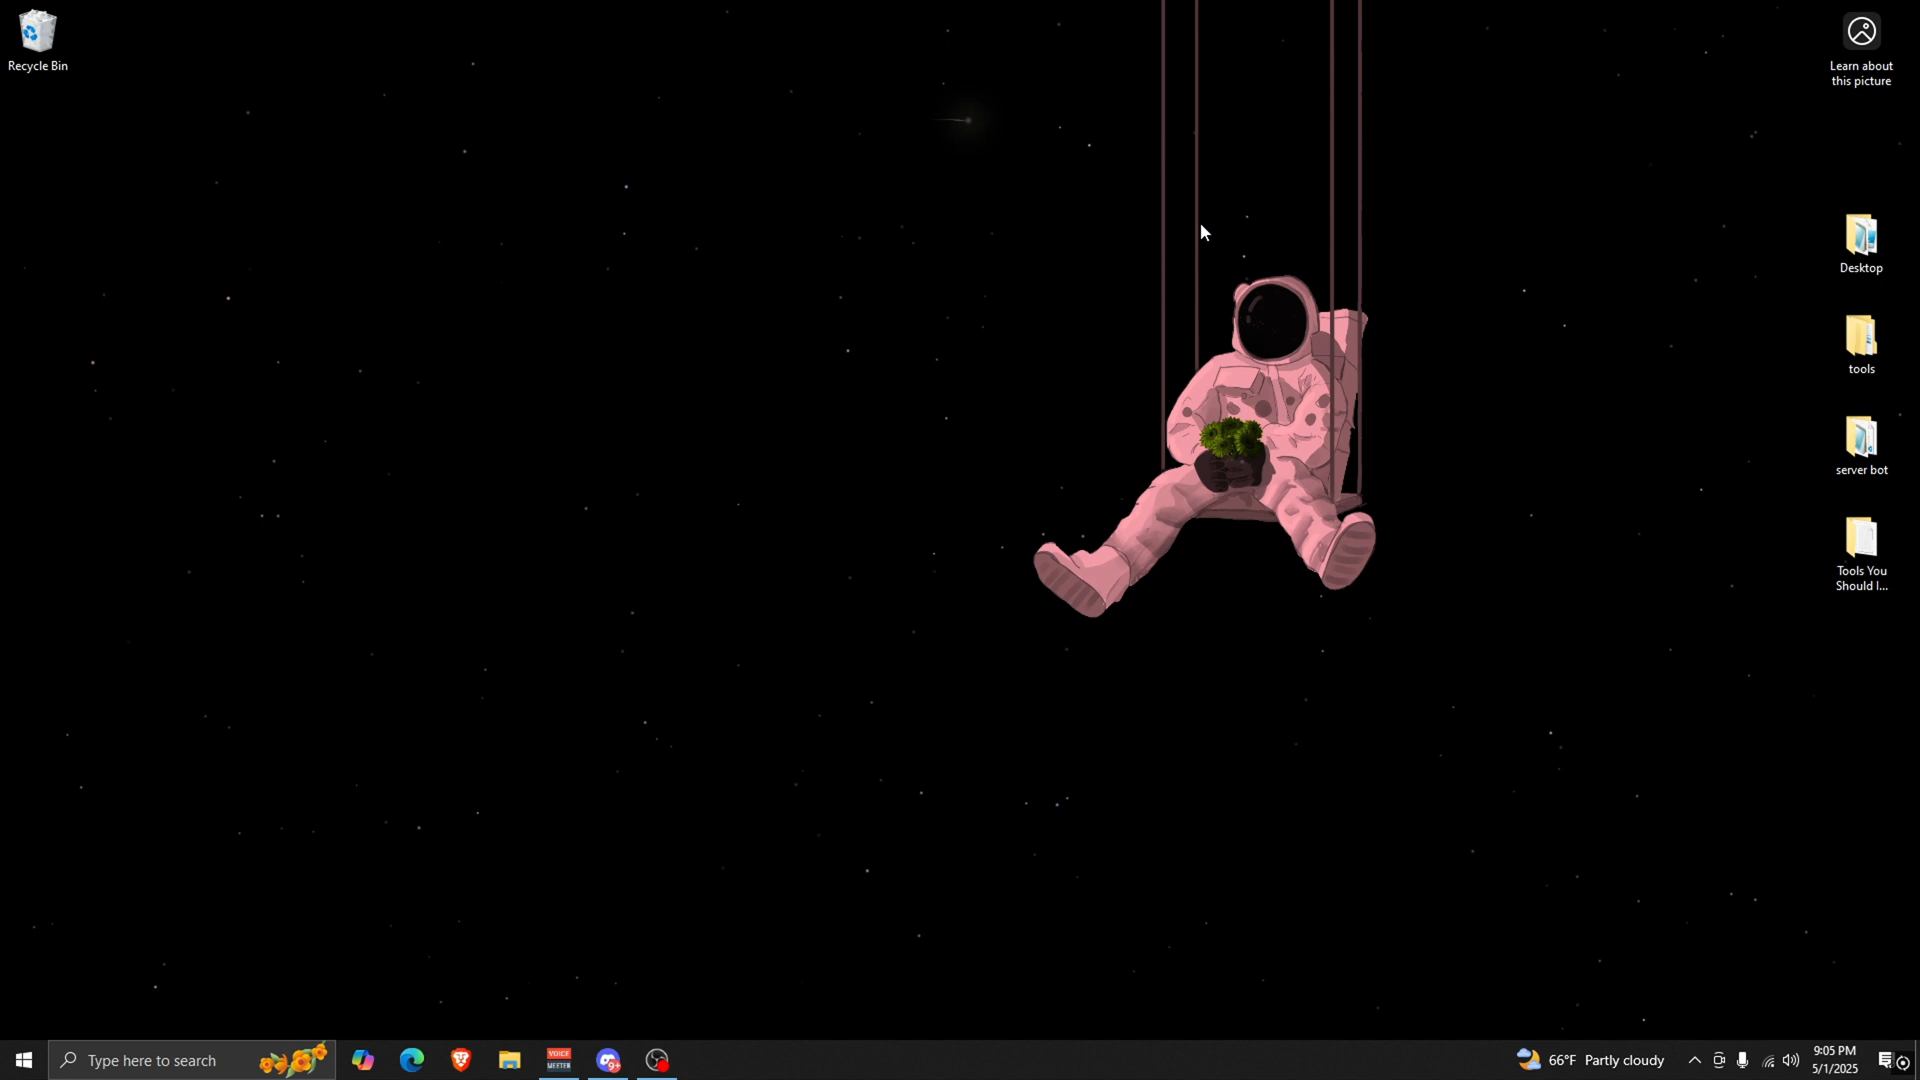 Recycle Bin
Learn about
this picture
Desktop
tools
server bot
Tools You
Should I...
Type here to search
VOICE
MEETER
9+
66°F Partly cloudy
9:05 PM
5/1/2025